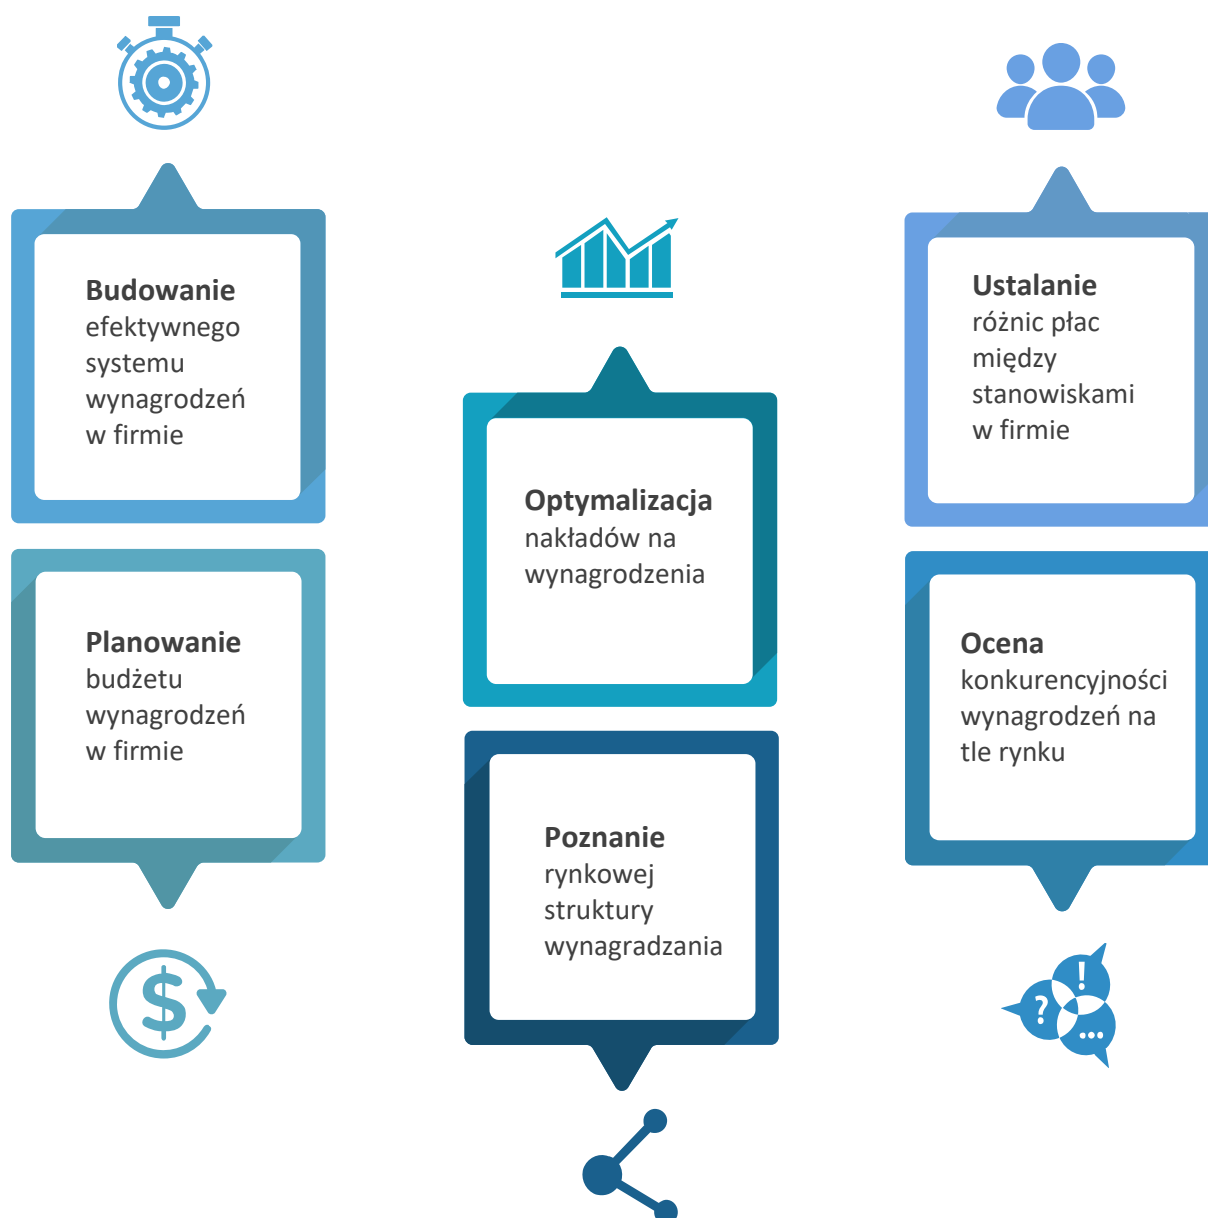 Budowanie
efektywnego
systemu
wynagrodzeń
w firmie
Planowanie
budżetu
wynagrodzeń
w firmie
Optymalizacja
nakładów na
wynagrodzenia
Poznanie
rynkowej
struktury
wynagradzania
Ustalanie
różnic płac
między
stanowiskami
w firmie
Ocena
konkurencyjności
wynagrodzeń na
tle rynku
$
?
!
...